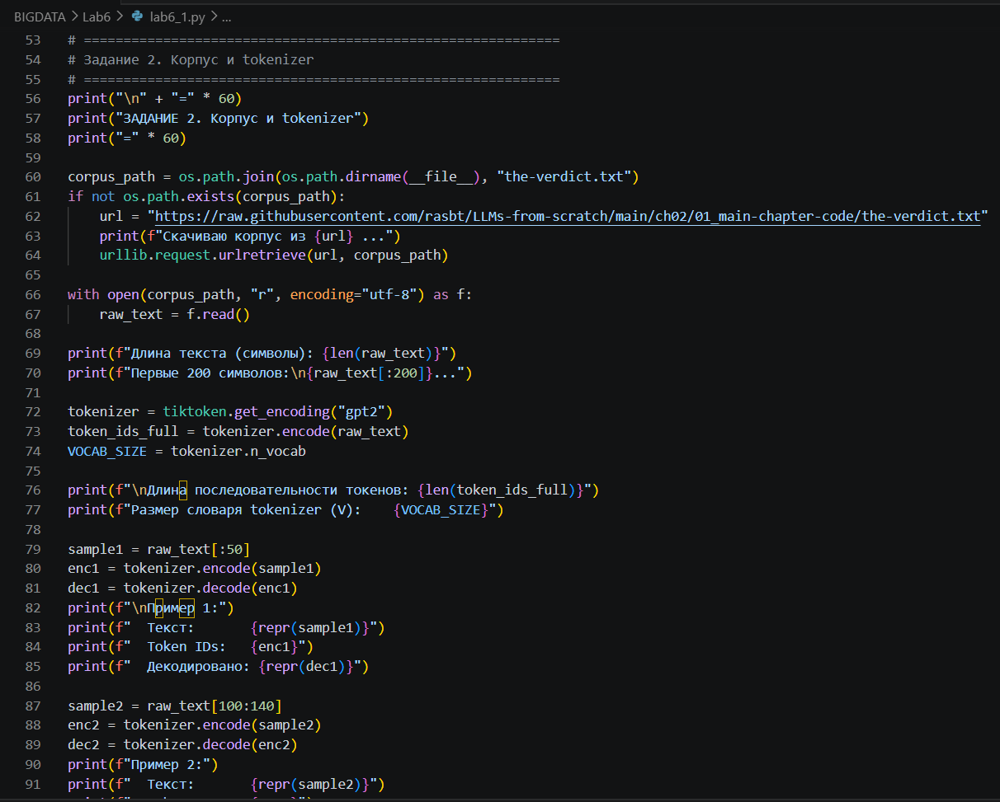 BIGDATA > Lab6 > lab6_1.py > ...
53 # ============================================================
54 # Задание 2. Корпус и tokenizer
55 # ============================================================
56 print("\n" + "=" * 60)
57 print("ЗАДАНИЕ 2. Корпус и tokenizer")
58 print("=" * 60)
59
60 corpus_path = os.path.join(os.path.dirname(__file__), "the-verdict.txt")
61 if not os.path.exists(corpus_path):
62     url = "https://raw.githubusercontent.com/rasbt/LLMs-from-scratch/main/ch02/01_main-chapter-code/the-verdict.txt"
63     print(f"Скачиваю корпус из {url} ...")
64     urllib.request.urlretrieve(url, corpus_path)
65
66 with open(corpus_path, "r", encoding="utf-8") as f:
67     raw_text = f.read()
68
69 print(f"Длина текста (символы): {len(raw_text)}")
70 print(f"Первые 200 символов:\n{raw_text[:200]}...")
71
72 tokenizer = tiktoken.get_encoding("gpt2")
73 token_ids_full = tokenizer.encode(raw_text)
74 VOCAB_SIZE = tokenizer.n_vocab
75
76 print(f"\nДлина последовательности токенов: {len(token_ids_full)}")
77 print(f"Размер словаря tokenizer (V):    {VOCAB_SIZE}")
78
79 sample1 = raw_text[:50]
80 enc1 = tokenizer.encode(sample1)
81 dec1 = tokenizer.decode(enc1)
82 print(f"\nПример 1:")
83 print(f"  Текст:       {repr(sample1)}")
84 print(f"  Token IDs:   {enc1}")
85 print(f"  Декодировано: {repr(dec1)}")
86
87 sample2 = raw_text[100:140]
88 enc2 = tokenizer.encode(sample2)
89 dec2 = tokenizer.decode(enc2)
90 print(f"Пример 2:")
91 print(f"  Текст:       {repr(sample2)}")